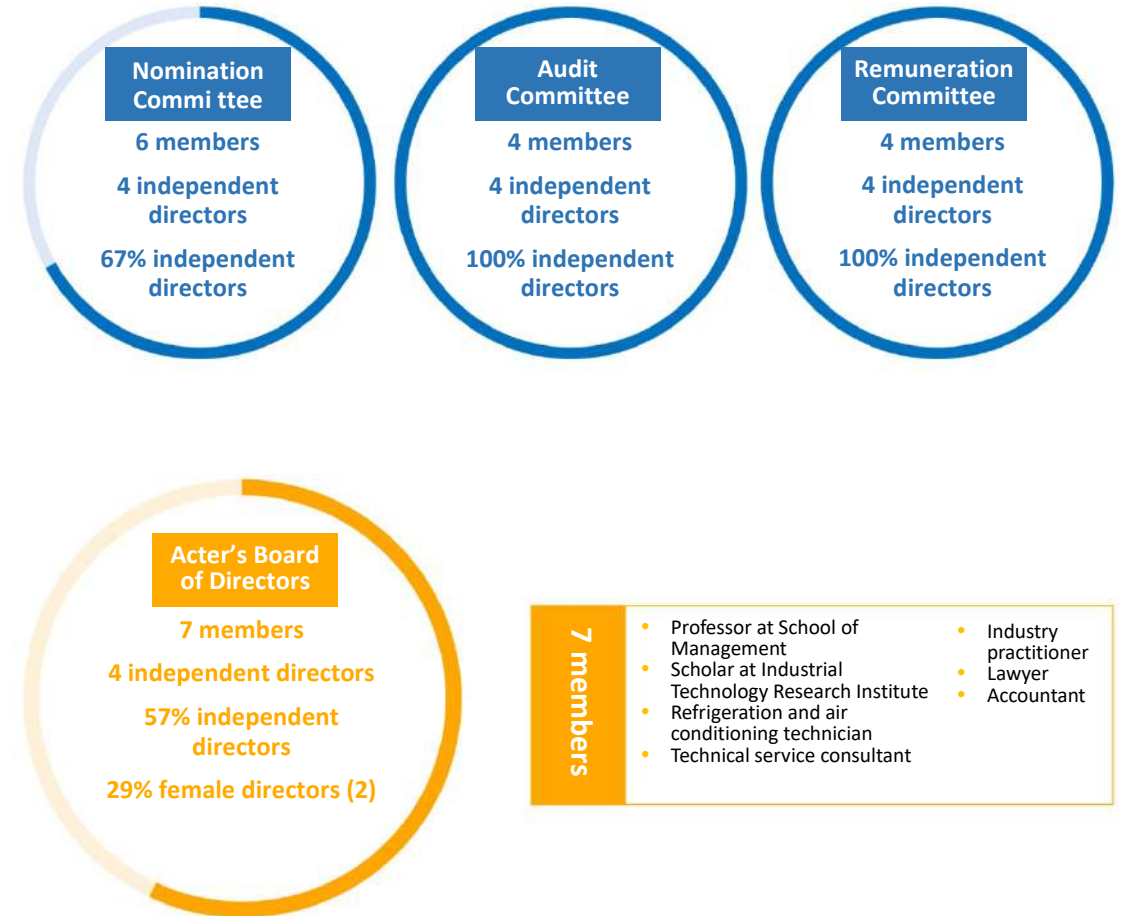 Nomination
Commi ttee
6 members
4 independent
directors
67% independent
directors
Audit
Committee
4 members
4 independent
directors
100% independent
directors
Remuneration
Committee
4 members
4 independent
directors
100% independent
directors
Acter’s Board
of Directors
7 members
4 independent directors
57% independent
directors
29% female directors (2)
7 members
• Professor at School of
Management
• Scholar at Industrial
Technology Research Institute
• Refrigeration and air
conditioning technician
• Technical service consultant
• Industry
practitioner
• Lawyer
• Accountant